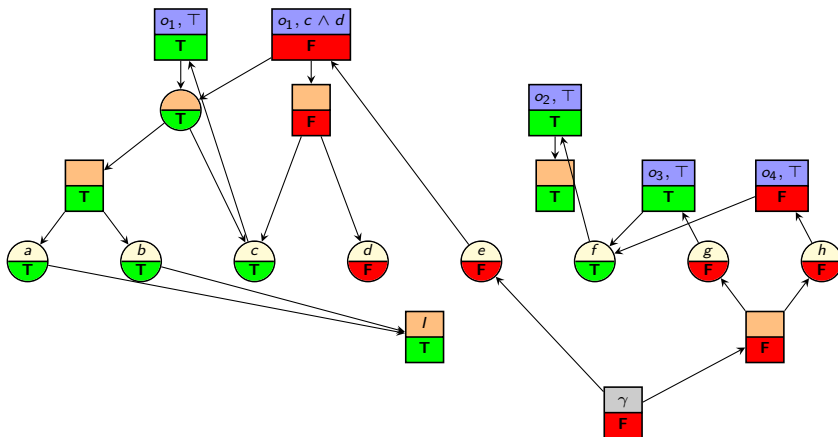 o₁, ⊤
T
o₁, c ∧ d
F
T
F
o₂, ⊤
T
T
T
o₃, ⊤
T
o₄, ⊤
F
a
T
b
T
c
T
d
F
e
F
f
T
g
F
h
F
I
T
F
γ
F